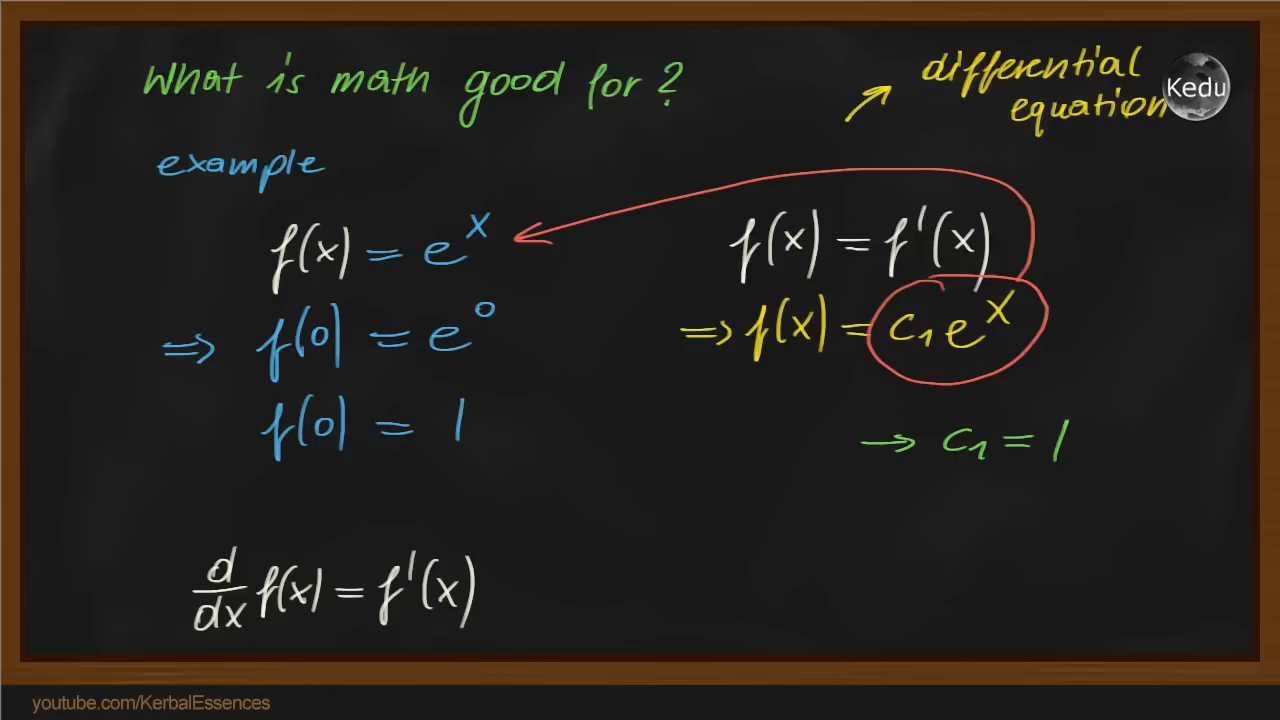 What is math good for?
differential
equation
Kedu
example
f(x) = e^x
f(x) = f'(x)
⇒ f(0) = e^0
⇒ f(x) = c₁e^x
f(0) = 1
→ c₁ = 1
d/dx f(x) = f'(x)
youtube.com/KerbalEssences